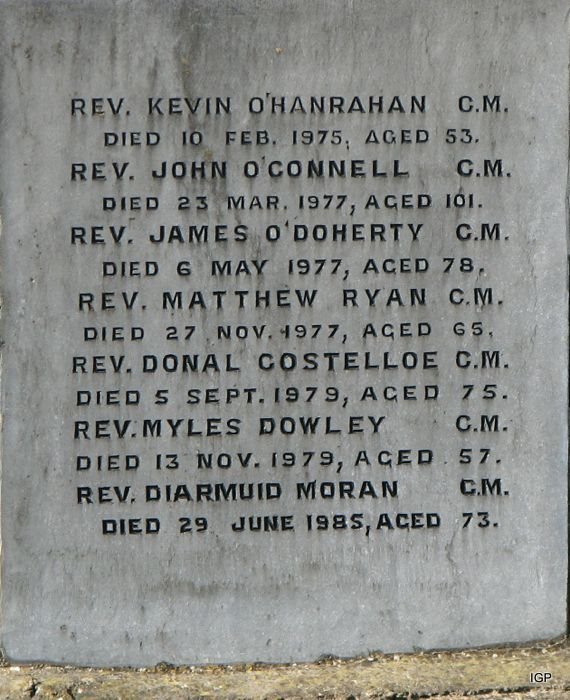 REV. KEVIN O'HANRAHAN C.M.
DIED 10 FEB. 1975, AGED 53.
REV. JOHN O'CONNELL C.M.
DIED 23 MAR. 1977, AGED 101.
REV. JAMES O'DOHERTY C.M.
DIED 6 MAY 1977, AGED 78.
REV. MATTHEW RYAN C.M.
DIED 27 NOV. 1977, AGED 65.
REV. DONAL COSTELLOE C.M.
DIED 5 SEPT. 1979, AGED 75.
REV. MYLES DOWLEY C.M.
DIED 13 NOV. 1979, AGED 57.
REV. DIARMUID MORAN C.M.
DIED 29 JUNE 1985, AGED 73.
IGP